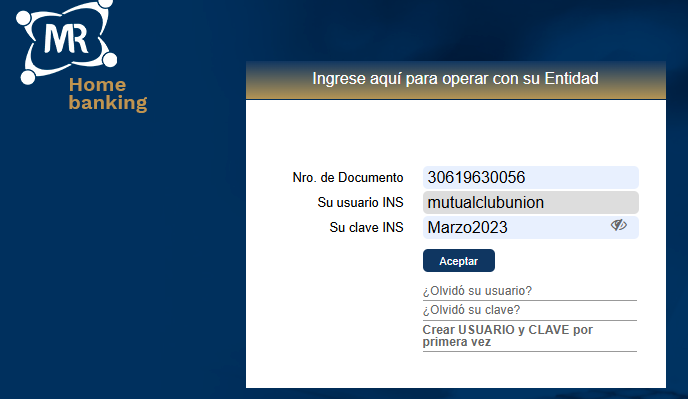 MR
Home
banking
Ingrese aquí para operar con su Entidad
Nro. de Documento 30619630056
Su usuario INS mutualclubunion
Su clave INS Marzo2023
Aceptar
¿Olvidó su usuario?
¿Olvidó su clave?
Crear USUARIO y CLAVE por
primera vez